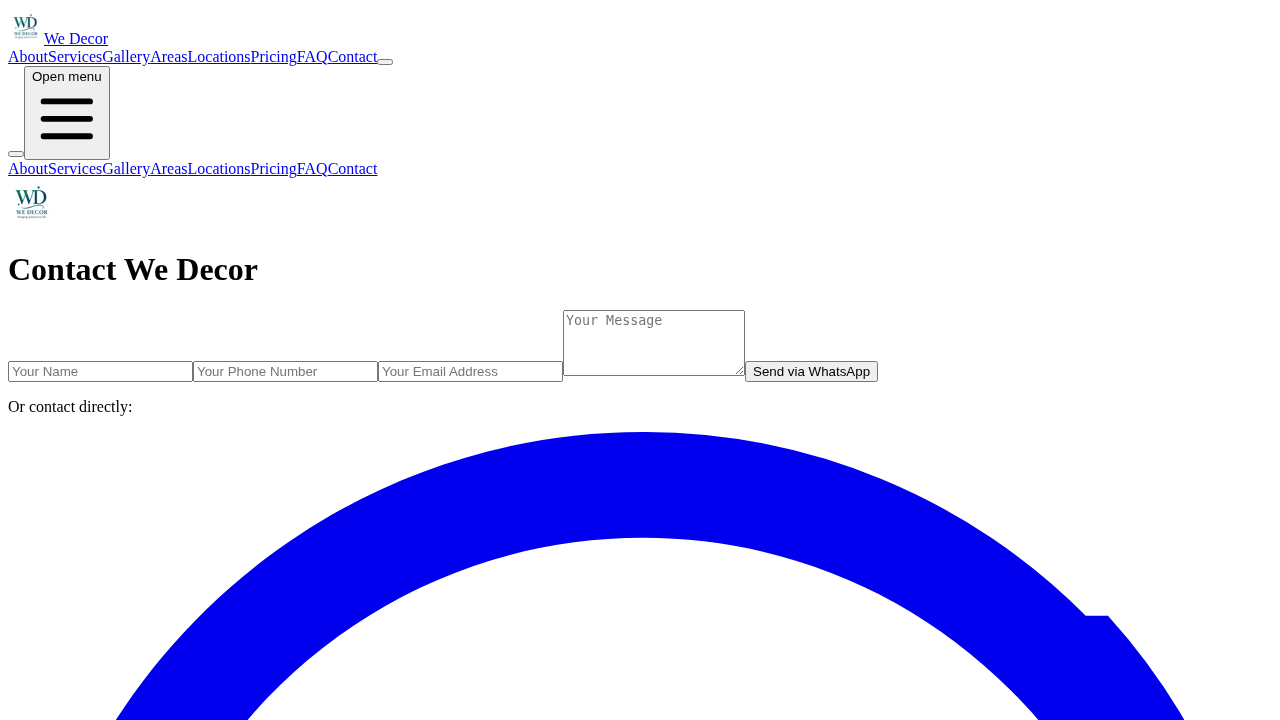 WD
WE DECOR
We Decor
AboutServicesGalleryAreasLocationsPricingFAQContact
Open menu
AboutServicesGalleryAreasLocationsPricingFAQContact
WD
WE DECOR
Contact We Decor
Your Name
Your Phone Number
Your Email Address
Your Message
Send via WhatsApp
Or contact directly: